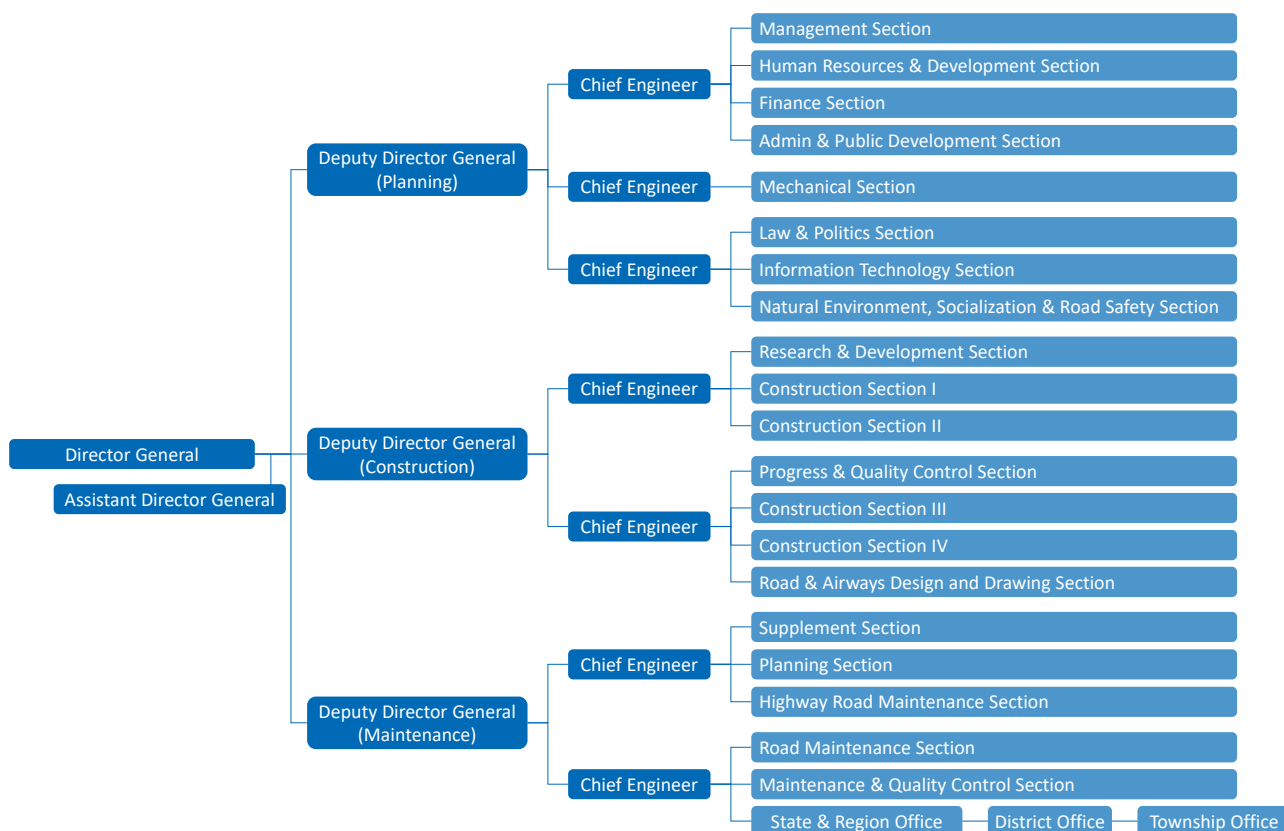 Director General
Assistant Director General
Deputy Director General
(Planning)
Chief Engineer
Management Section
Human Resources & Development Section
Finance Section
Admin & Public Development Section
Chief Engineer
Mechanical Section
Chief Engineer
Law & Politics Section
Information Technology Section
Natural Environment, Socialization & Road Safety Section
Deputy Director General
(Construction)
Chief Engineer
Research & Development Section
Construction Section I
Construction Section II
Chief Engineer
Progress & Quality Control Section
Construction Section III
Construction Section IV
Road & Airways Design and Drawing Section
Deputy Director General
(Maintenance)
Chief Engineer
Supplement Section
Planning Section
Highway Road Maintenance Section
Chief Engineer
Road Maintenance Section
Maintenance & Quality Control Section
State & Region Office
District Office
Township Office